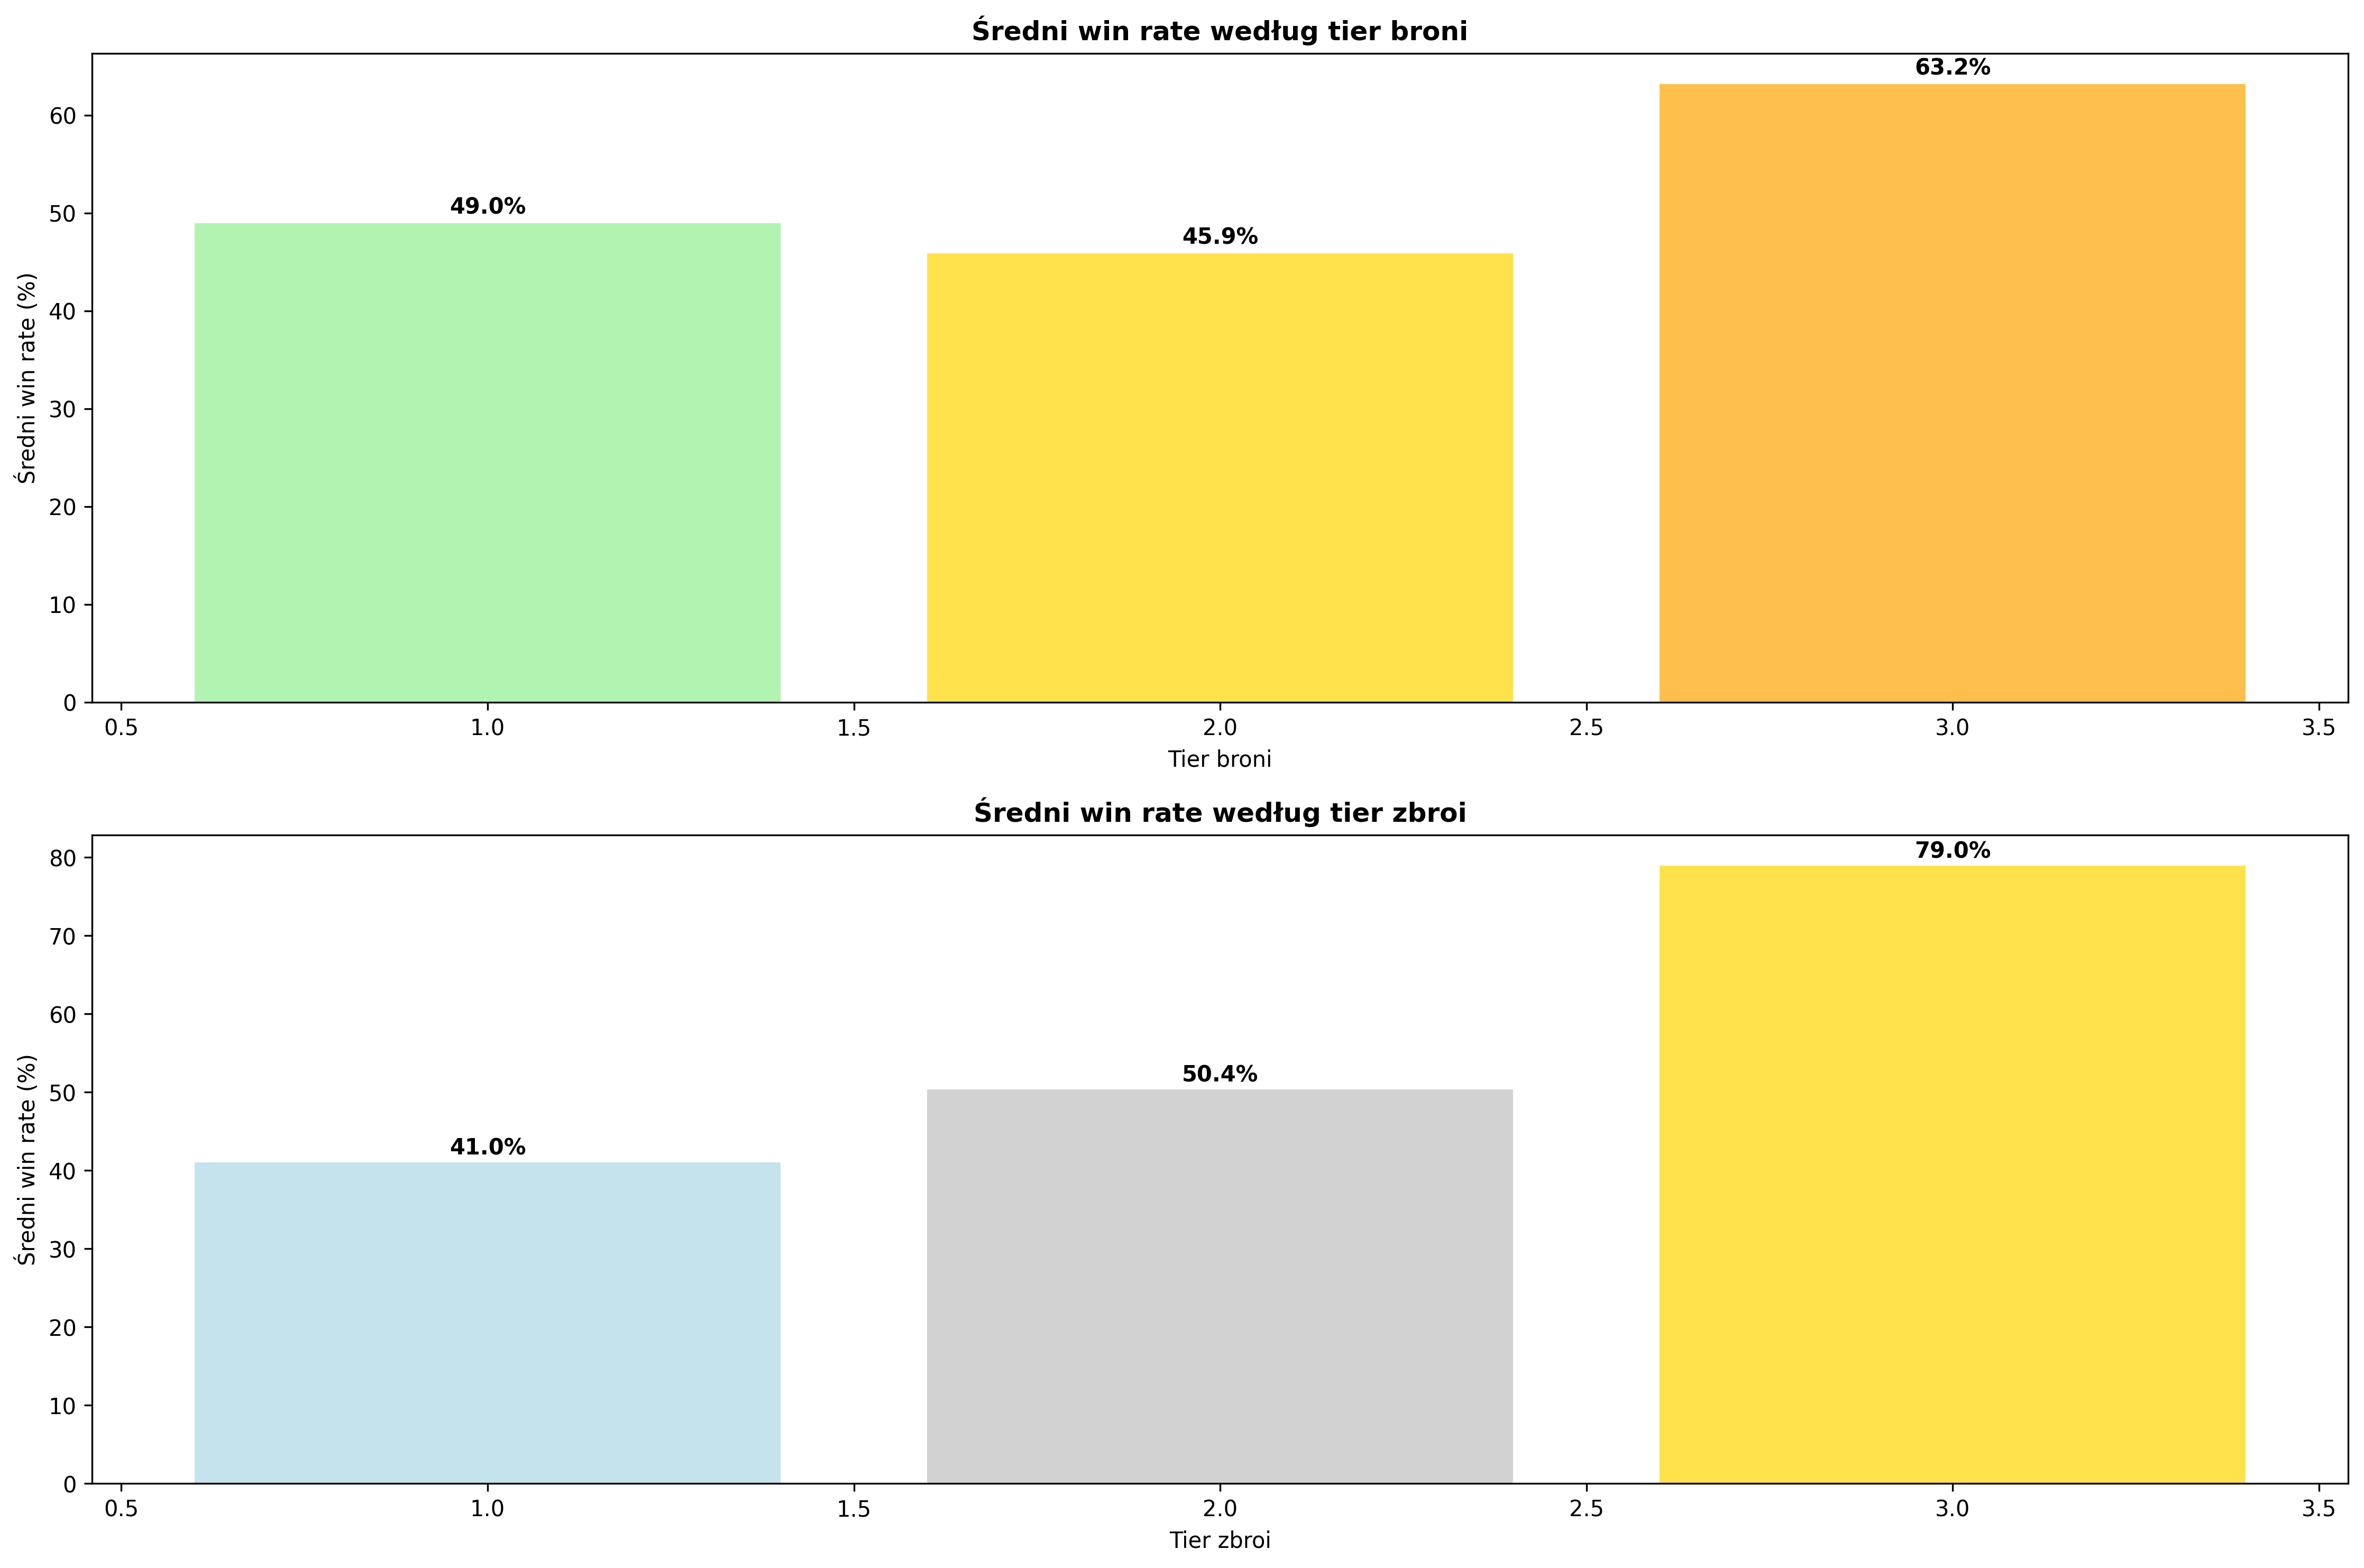 Średni win rate według tier broni
63.2%
49.0%
45.9%
60
50
40
30
20
10
0
Średni win rate (%)
0.5 1.0 1.5 2.0 2.5 3.0 3.5
Tier broni
Średni win rate według tier zbroi
79.0%
50.4%
41.0%
80
70
60
50
40
30
20
10
0
Średni win rate (%)
0.5 1.0 1.5 2.0 2.5 3.0 3.5
Tier zbroi